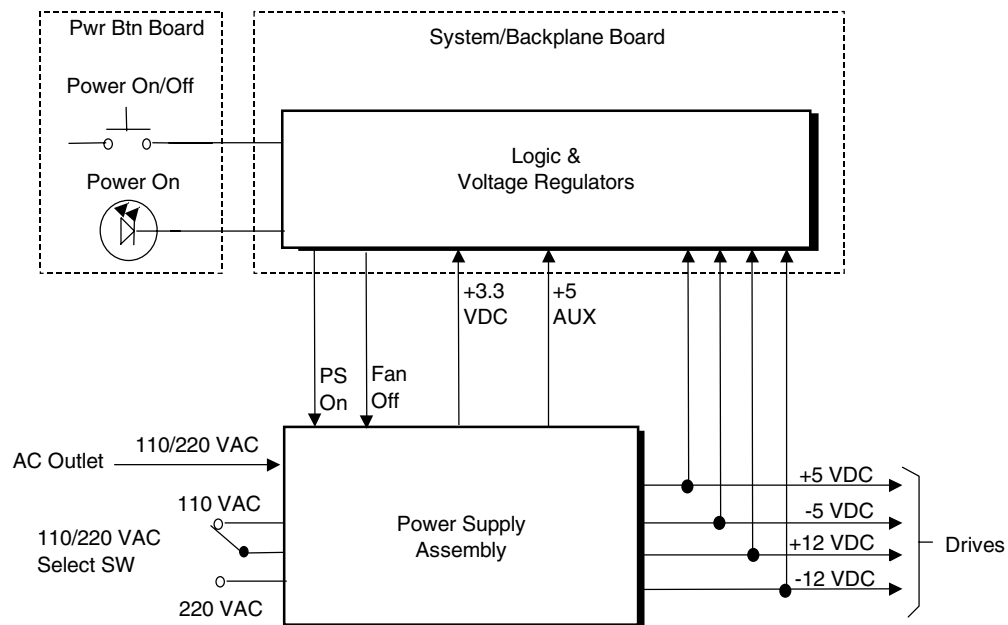 Pwr Btn Board
System/Backplane Board
Power On/Off
Logic &
Voltage Regulators
Power On
+3.3
VDC
+5
AUX
PS
On
Fan
Off
110/220 VAC
AC Outlet
110 VAC
110/220 VAC
Select SW
220 VAC
Power Supply
Assembly
+5 VDC
-5 VDC
+12 VDC
-12 VDC
Drives